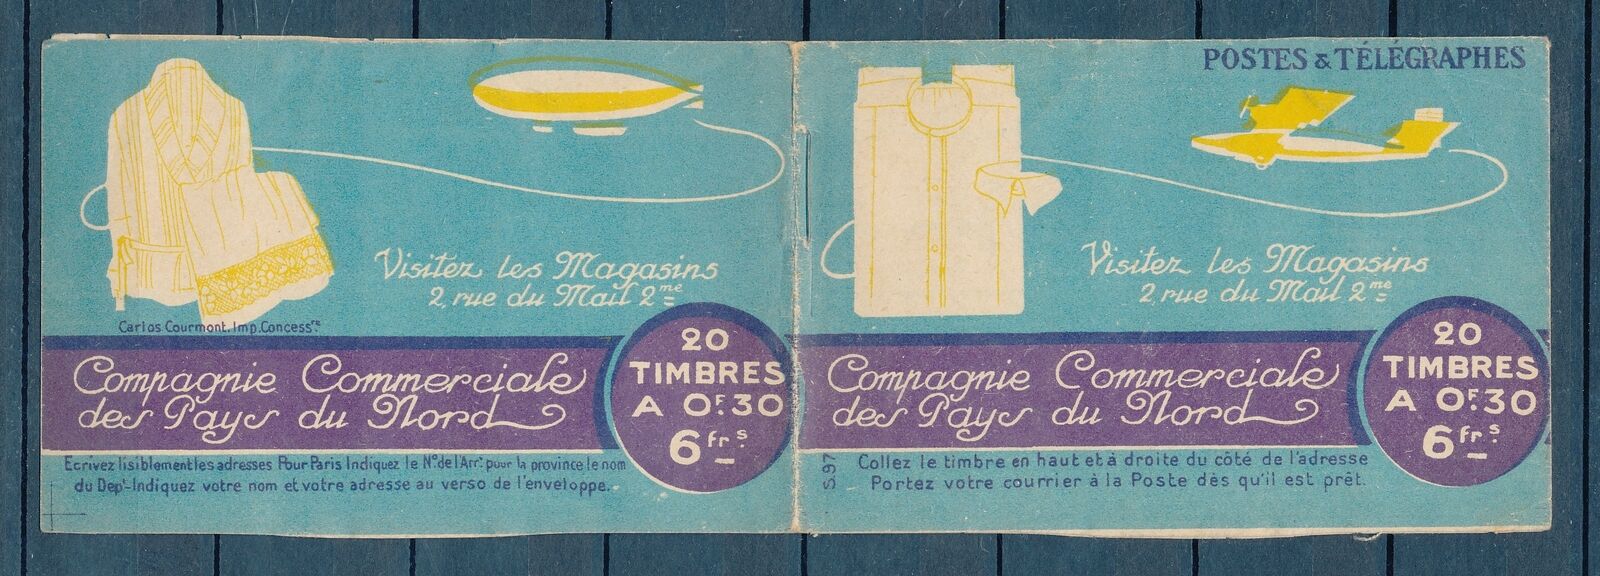 Visitez les Magasins
2, rue du Mail 2me
Carlos Courmont. Imp. Concessre.
Compagnie Commerciale
des Pays du Nord
20
TIMBRES
A 0F.30
6frs.
Ecrivez lisiblement les adresses Pour Paris Indiquez le No de l'Arrt pour la province le nom
du Dept-Indiquez votre nom et votre adresse au verso de l'enveloppe.
POSTES & TÉLÉGRAPHES
Visitez les Magasins
2, rue du Mail 2me
Compagnie Commerciale
des Pays du Nord
20
TIMBRES
A 0F.30
6frs.
S.97
Collez le timbre en haut et à droite du côté de l'adresse
Portez votre courrier à la Poste dès qu'il est prêt.